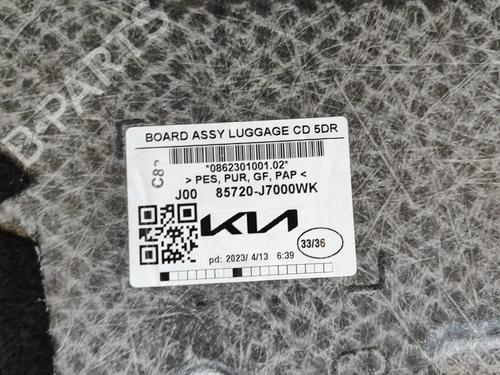 B-PARTS
BOARD ASSY LUGGAGE CD 5DR
*0862301001.02*
> PES, PUR, GF, PAP <
J00 85720-J7000WK
KIA
33/36
pd: 2023/ 4/13 6:39